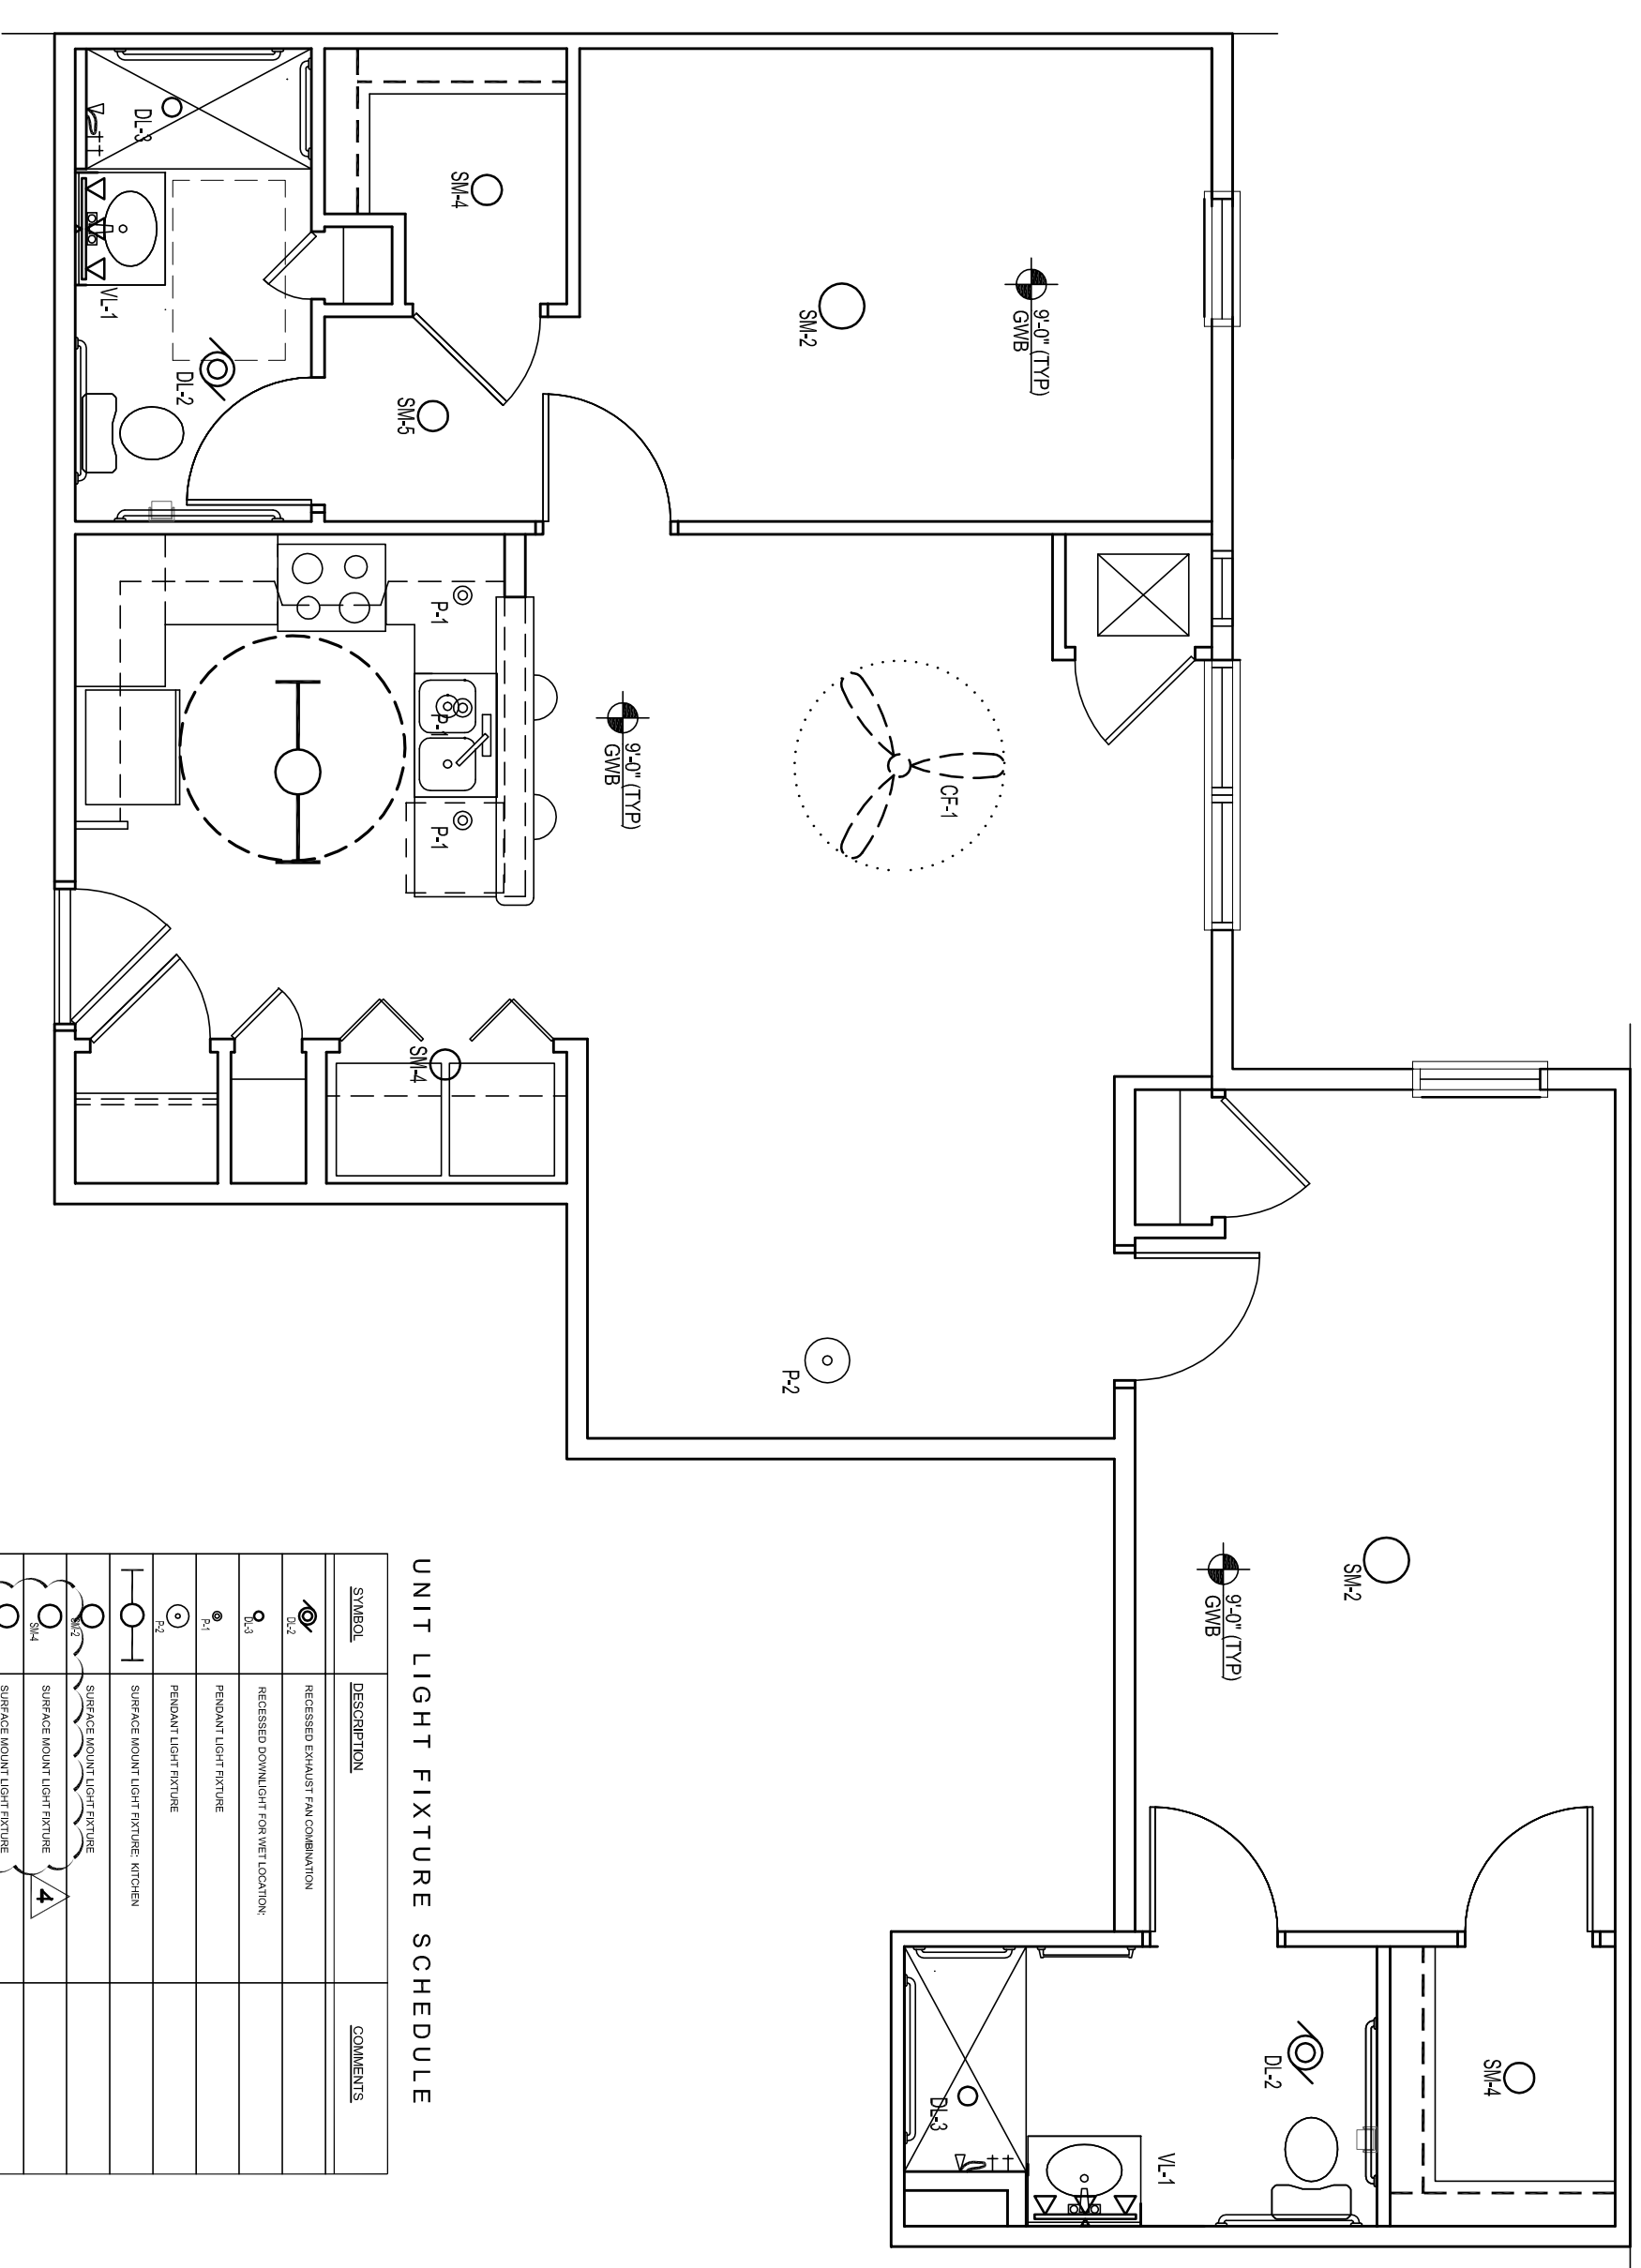 SM-2
9'-0" (TYP)
GWB
SM-4
DL-3
VL-1
DL-2
SM-5
P-1
P-1
P-1
9'-0" (TYP)
GWB
CF-1
SM-4
P-2
SM-2
9'-0" (TYP)
GWB
SM-4
DL-2
DL-3
VL-1
UNIT LIGHT FIXTURE SCHEDULE
SYMBOL DESCRIPTION COMMENTS
DL-2 RECESSED EXHAUST FAN COMBINATION
DL-3 RECESSED DOWNLIGHT FOR WET LOCATION;
P-1 PENDANT LIGHT FIXTURE
P-2 PENDANT LIGHT FIXTURE
SURFACE MOUNT LIGHT FIXTURE; KITCHEN
SM-2 SURFACE MOUNT LIGHT FIXTURE
SM-4 SURFACE MOUNT LIGHT FIXTURE
4
SURFACE MOUNT LIGHT FIXTURE